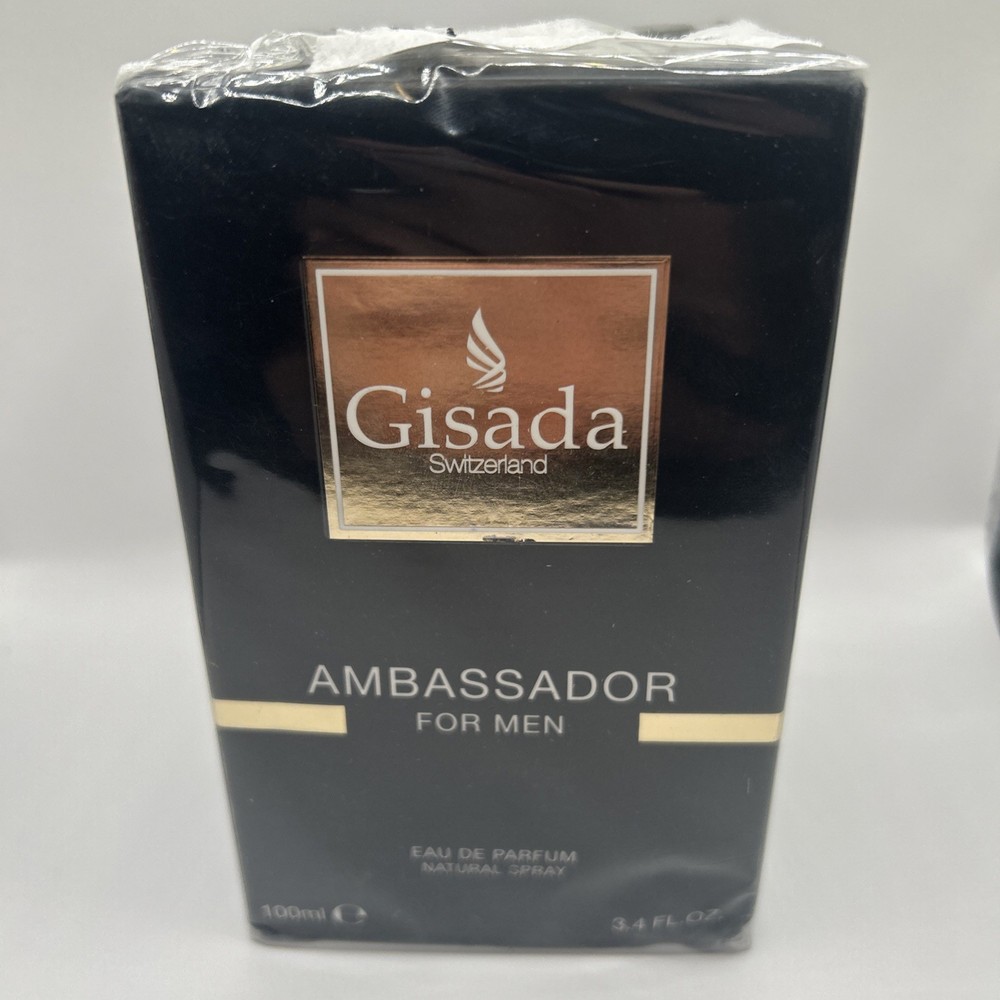 Gisada
Switzerland
AMBASSADOR
FOR MEN
EAU DE PARFUM
NATURAL SPRAY
100ml ℮
3.4 FL.OZ.